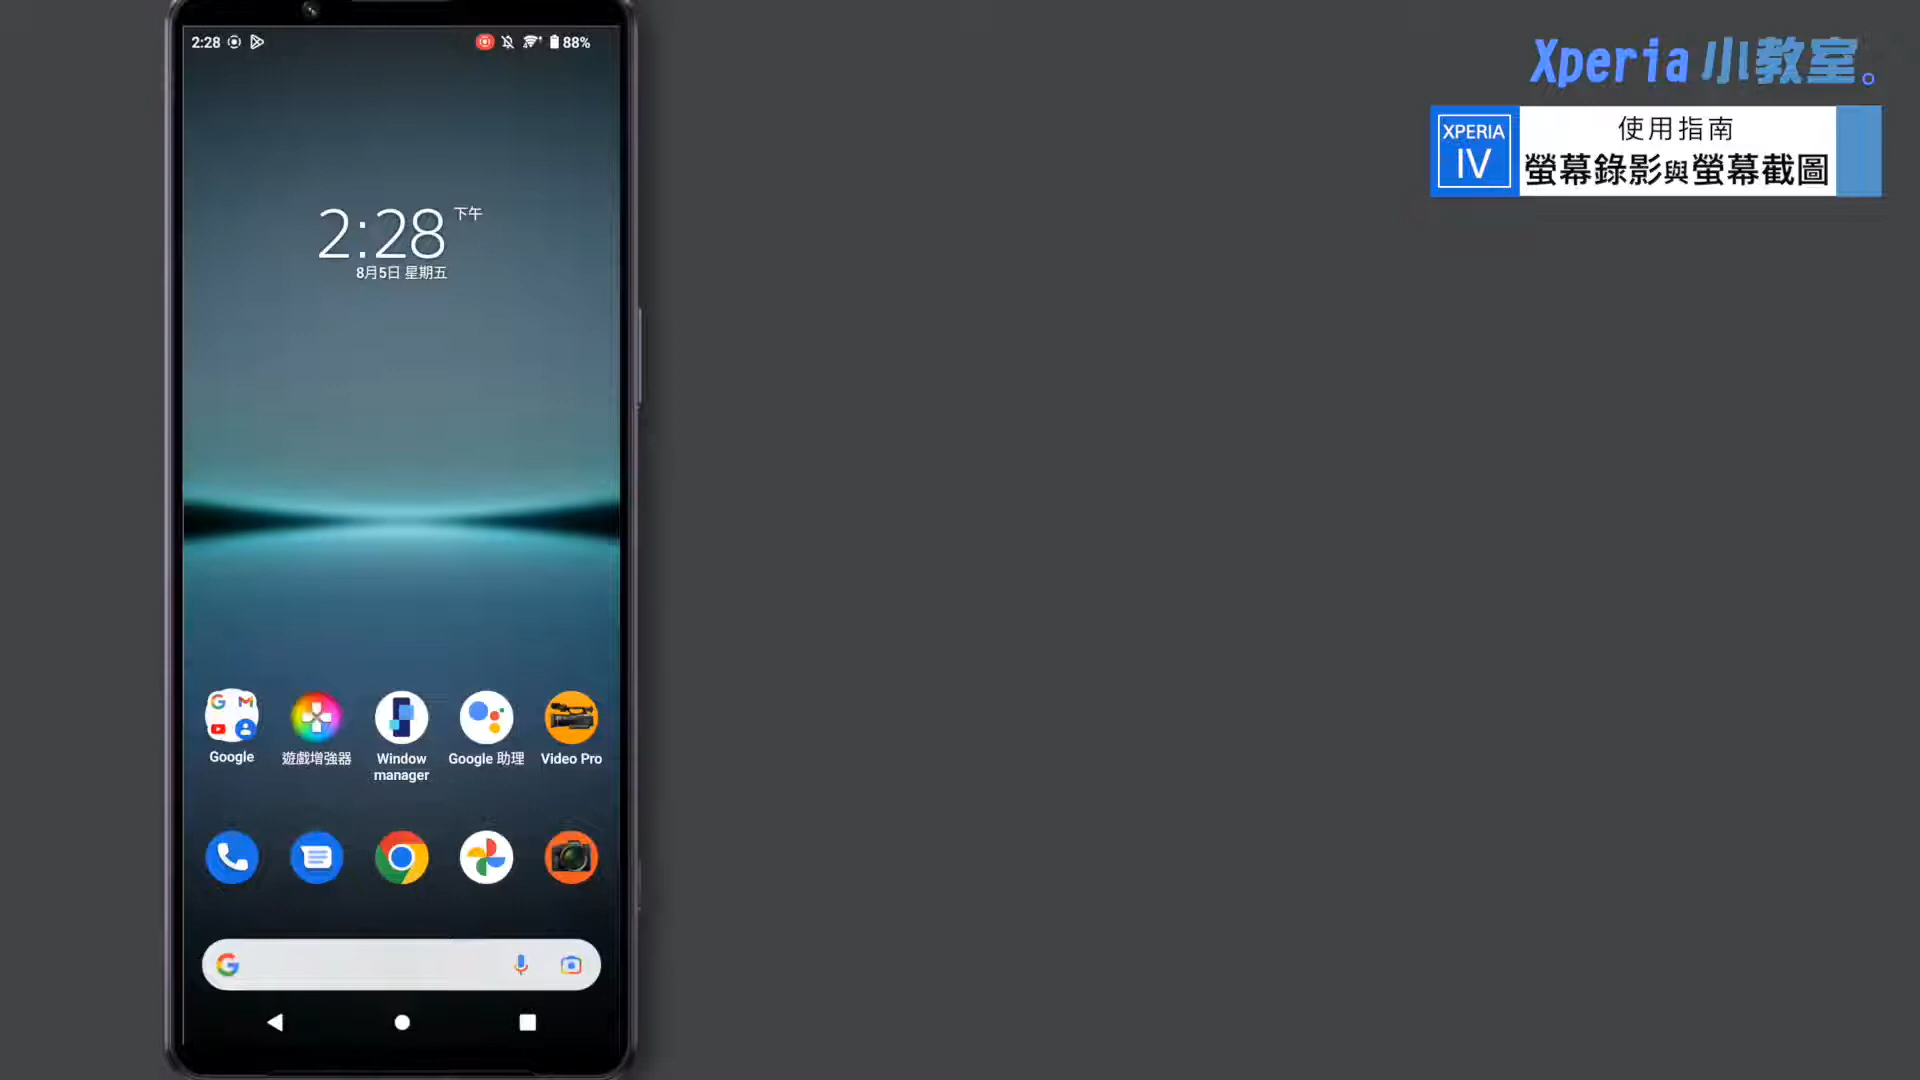 2:28
88%
Xperia 小教室。
XPERIA
IV
使用指南
螢幕錄影與螢幕截圖
2:28 下午
8月5日 星期五
Google
遊戲增強器
Window
manager
Google 助理
Video Pro